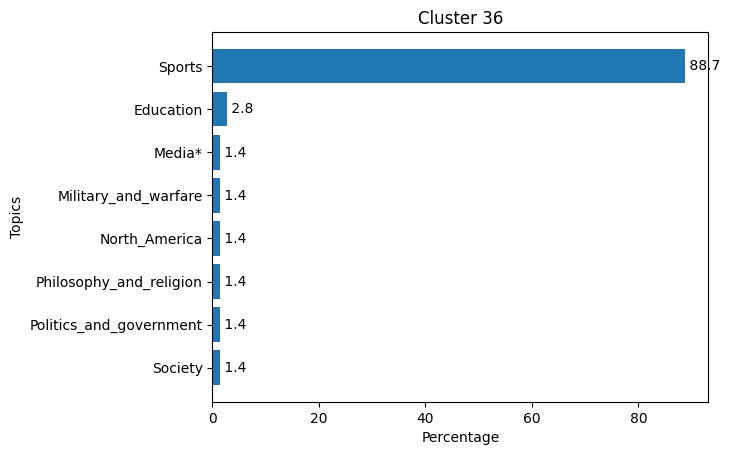 Cluster 36
Sports 88.7
Education 2.8
Media* 1.4
Military_and_warfare 1.4
North_America 1.4
Philosophy_and_religion 1.4
Politics_and_government 1.4
Society 1.4
Topics
0 20 40 60 80
Percentage